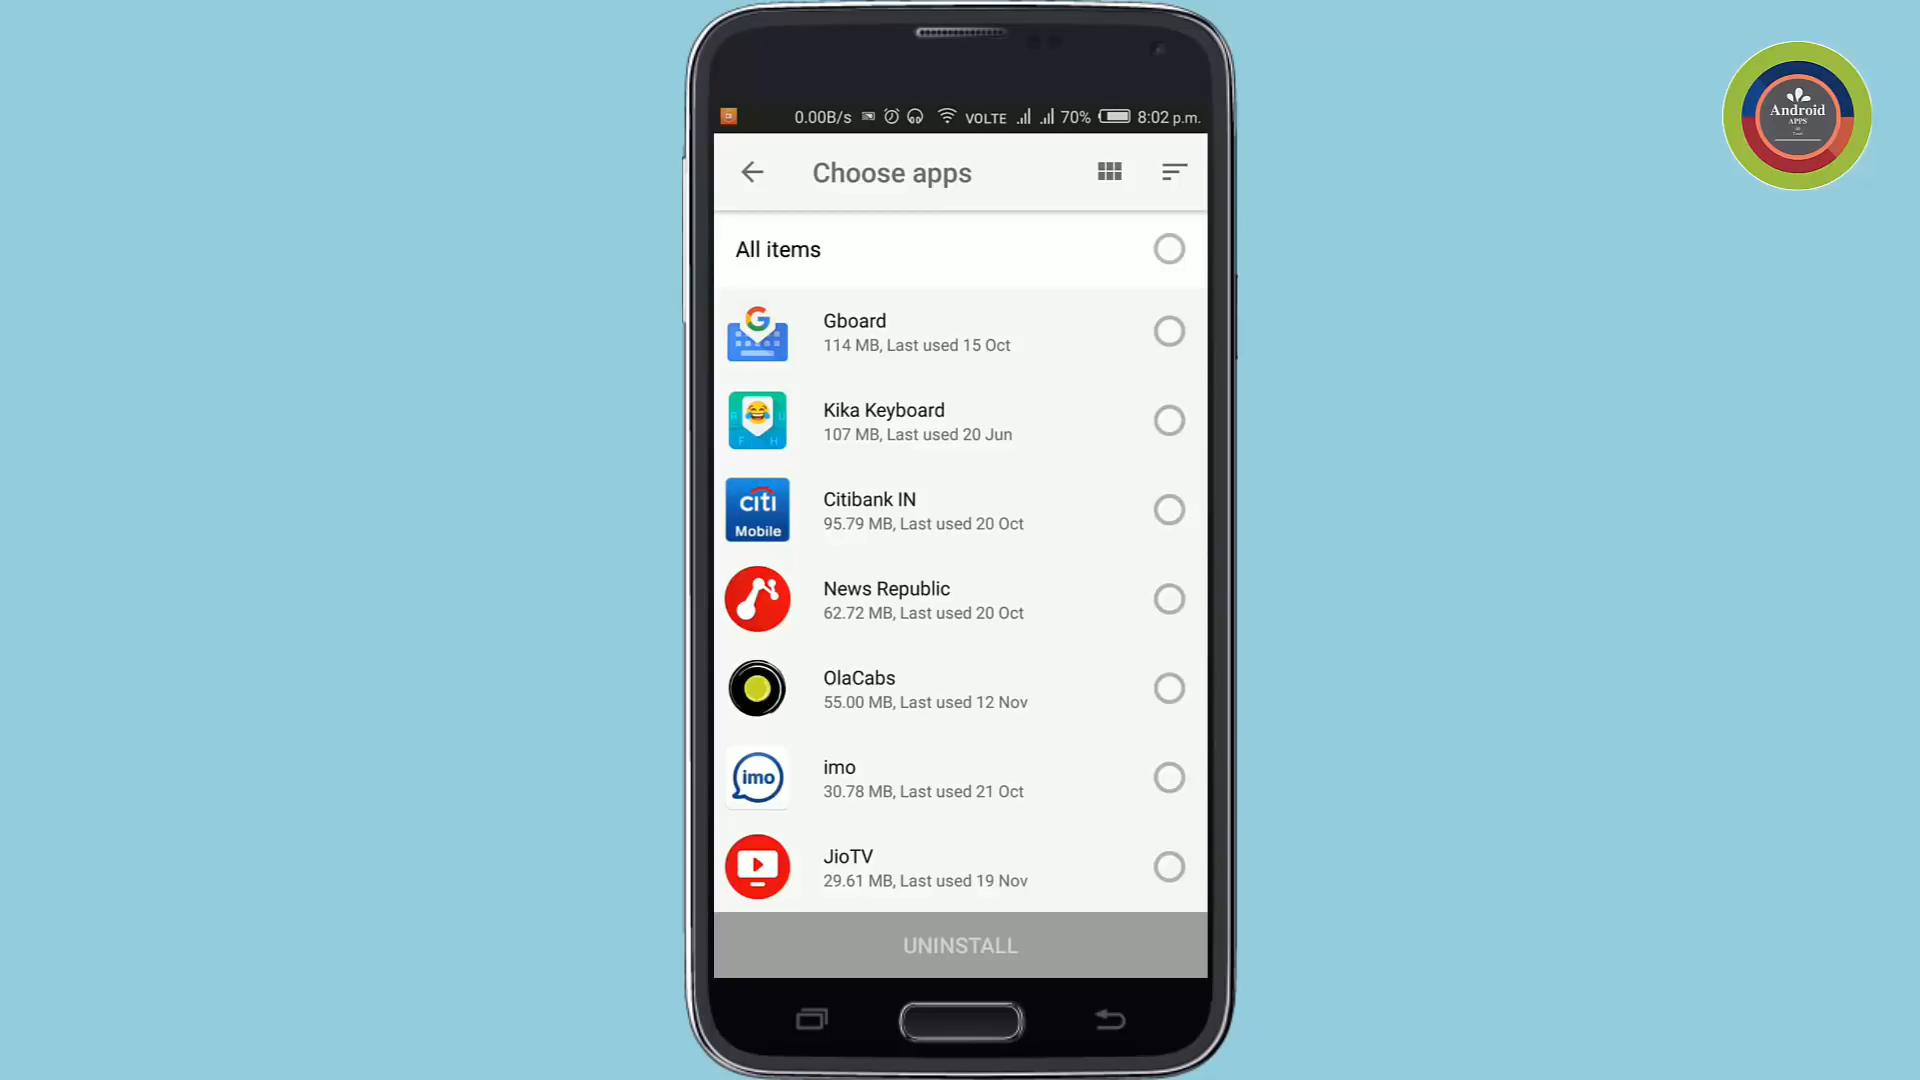 0.00B/s VOLTE 70% 8:02 p.m.
Android
APPS
Choose apps
All items
Gboard
114 MB, Last used 15 Oct
Kika Keyboard
107 MB, Last used 20 Jun
citi
Mobile
Citibank IN
95.79 MB, Last used 20 Oct
News Republic
62.72 MB, Last used 20 Oct
OlaCabs
55.00 MB, Last used 12 Nov
imo
imo
30.78 MB, Last used 21 Oct
JioTV
29.61 MB, Last used 19 Nov
UNINSTALL